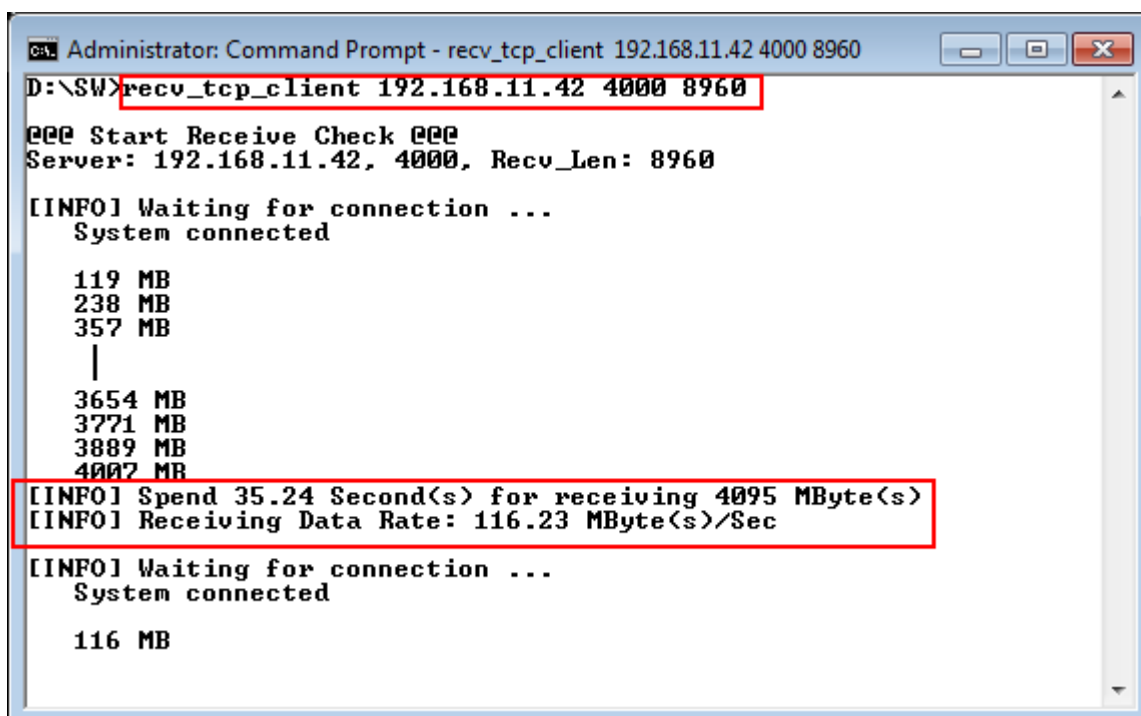 Administrator: Command Prompt - recv_tcp_client 192.168.11.42 4000 8960
D:\SW>recv_tcp_client 192.168.11.42 4000 8960
@@@ Start Receive Check @@@
Server: 192.168.11.42, 4000, Recv_Len: 8960
[INFO] Waiting for connection ...
System connected
119 MB
238 MB
357 MB
3654 MB
3771 MB
3889 MB
4007 MB
[INFO] Spend 35.24 Second(s) for receiving 4095 MByte(s)
[INFO] Receiving Data Rate: 116.23 MByte(s)/Sec
[INFO] Waiting for connection ...
System connected
116 MB